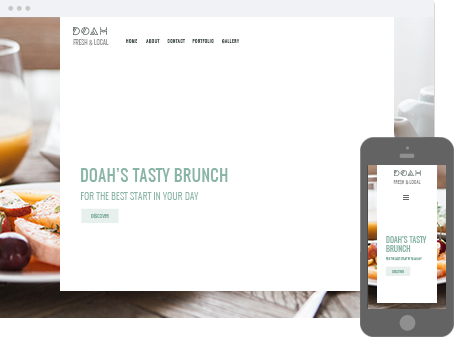 DOAH
FRESH & LOCAL
HOME ABOUT CONTACT PORTFOLIO GALLERY
DOAH'S TASTY BRUNCH
FOR THE BEST START IN YOUR DAY
DISCOVER
DOAH
FRESH & LOCAL
DOAH'S TASTY
BRUNCH
FOR THE BEST START IN YOUR DAY
DISCOVER